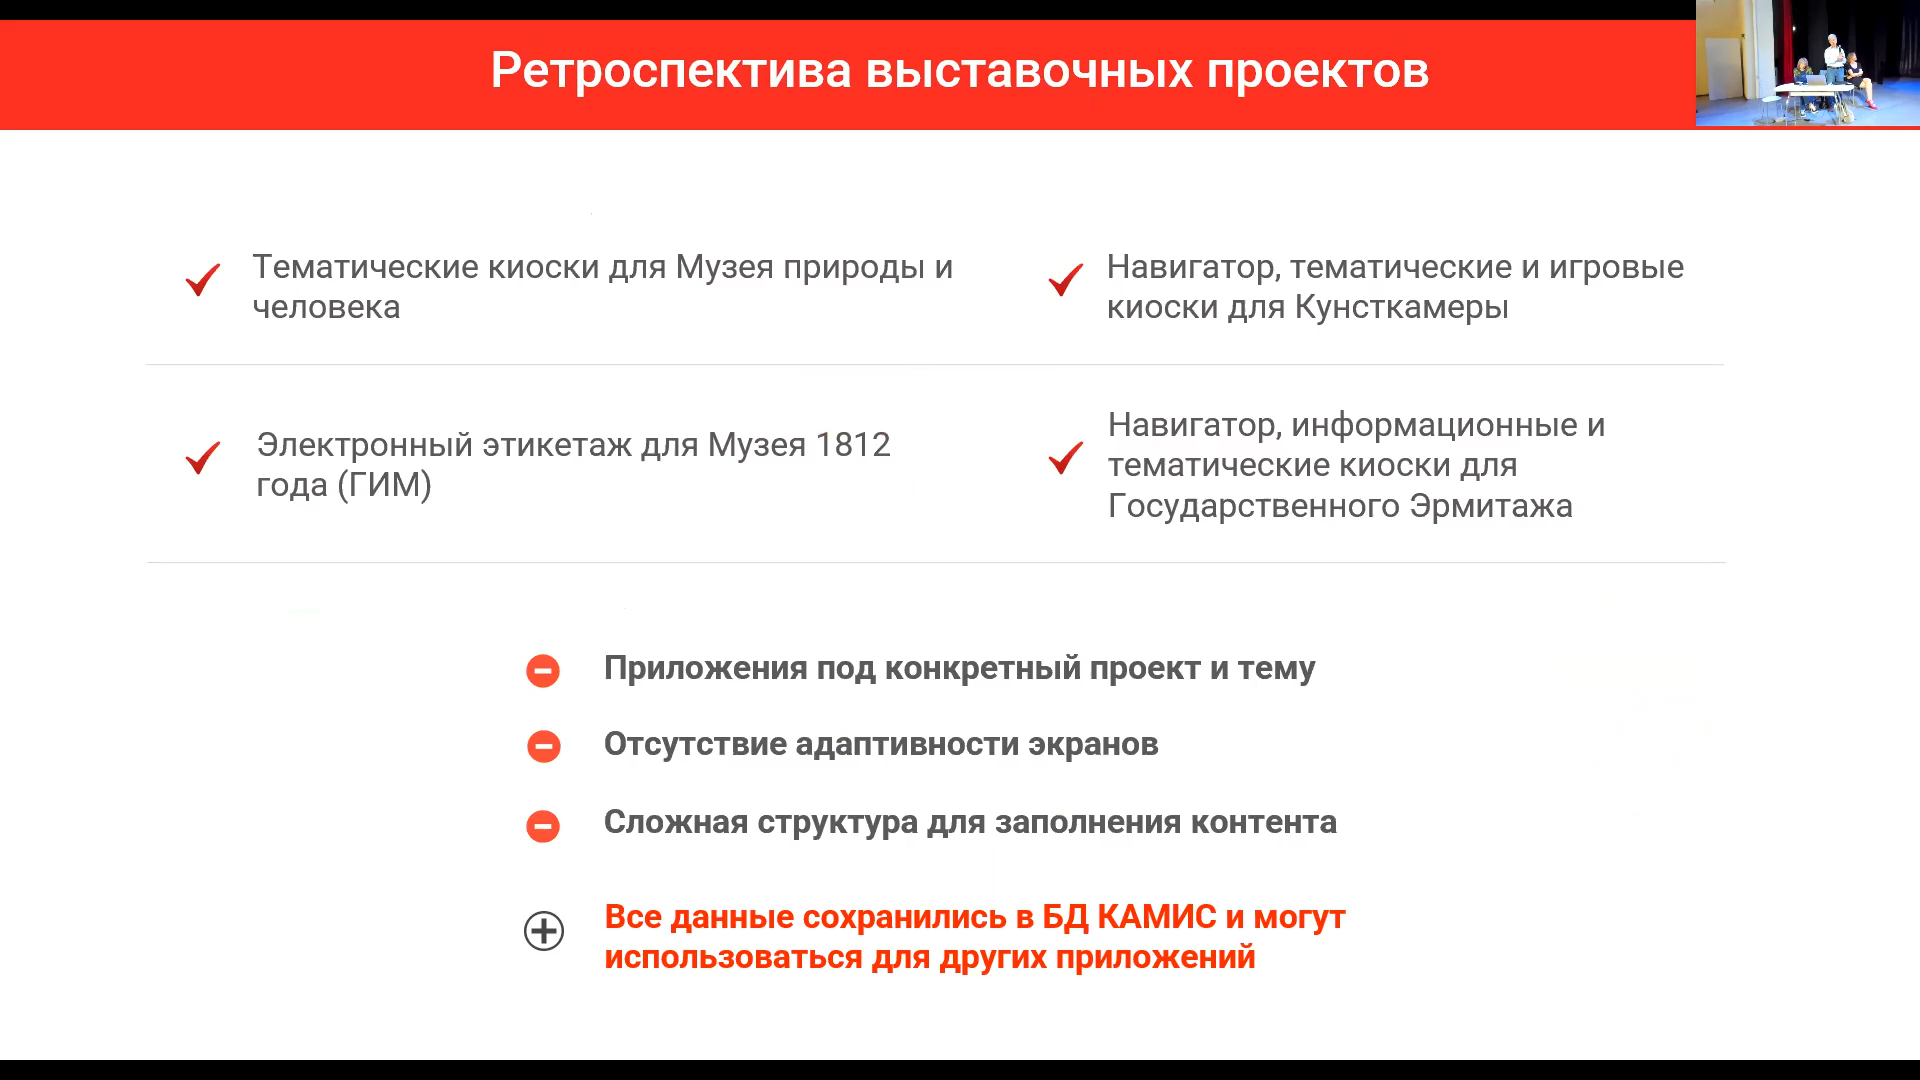 Ретроспектива выставочных проектов
Тематические киоски для Музея природы и
человека
Навигатор, тематические и игровые
киоски для Кунсткамеры
Электронный этикетаж для Музея 1812
года (ГИМ)
Навигатор, информационные и
тематические киоски для
Государственного Эрмитажа
Приложения под конкретный проект и тему
Отсутствие адаптивности экранов
Сложная структура для заполнения контента
Все данные сохранились в БД КАМИС и могут
использоваться для других приложений